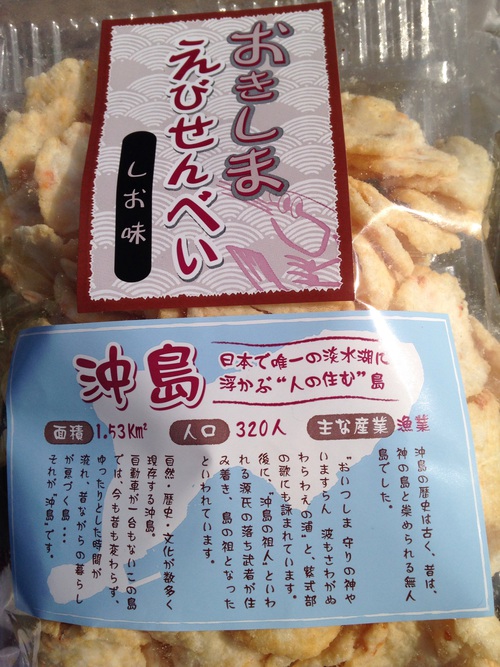 おきしま
えびせんべい
しお味
沖島
日本で唯一の淡水湖に
浮かぶ“人の住む”島
面積 1.53Km² 人口 320人 主な産業 漁業
沖島の歴史は古く、昔は、
神の島と崇められる無人
島でした。
“おいつしま 守りの神や
いますらん 波もさわがぬ
わらわえの浦”と、紫式部
の歌にも詠まれています。
後に、“沖島の祖人”といわ
れる源氏の落ち武者が住
み着き、島の祖となった
といわれています。
自然・歴史・文化が数多く
現存する沖島。
自動車が一台もないこの島
では、今も昔も変わらず、
ゆったりとした時間が
流れ、昔ながらの暮らし
が息づく島・・・
それが“沖島”です。